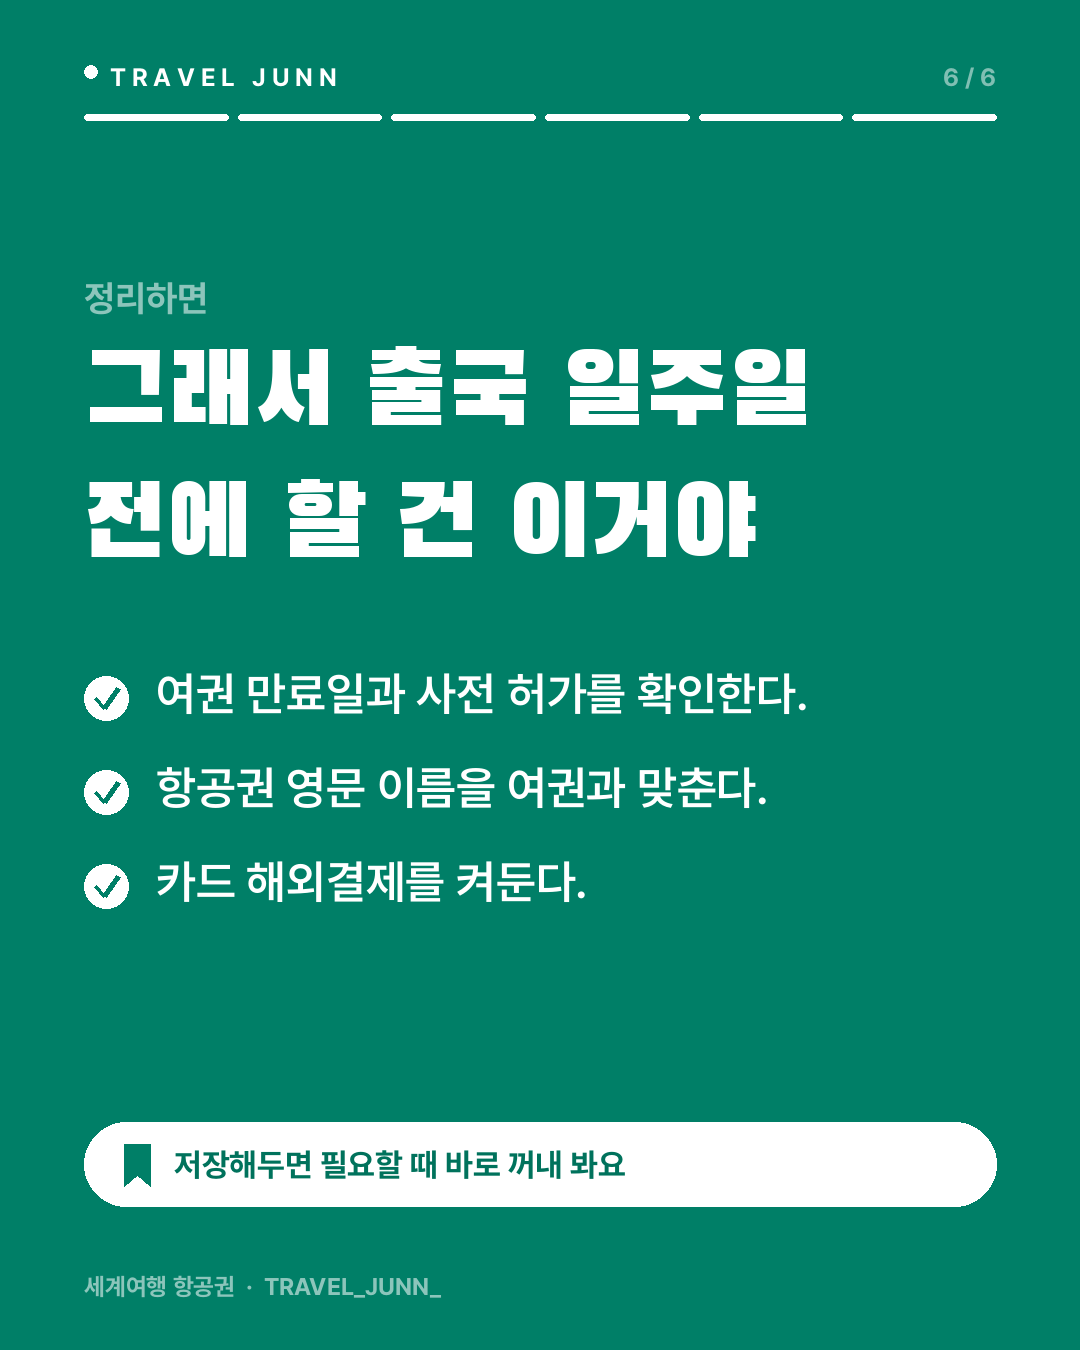 TRAVEL JUNN
6 / 6
정리하면
그래서 출국 일주일
전에 할 건 이거야
여권 만료일과 사전 허가를 확인한다.
항공권 영문 이름을 여권과 맞춘다.
카드 해외결제를 켜둔다.
저장해두면 필요할 때 바로 꺼내 봐요
세계여행 항공권 · TRAVEL_JUNN_